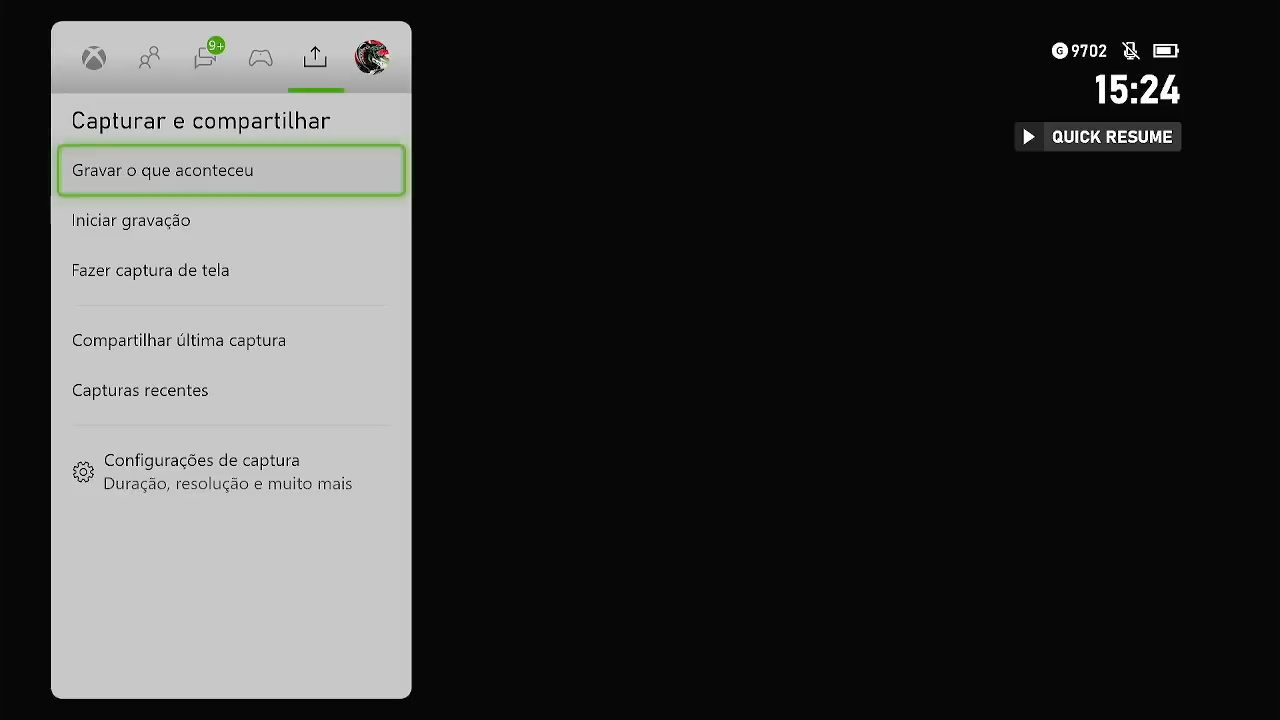 9+
Capturar e compartilhar
Gravar o que aconteceu
Iniciar gravação
Fazer captura de tela
Compartilhar última captura
Capturas recentes
Configurações de captura
Duração, resolução e muito mais
G 9702
15:24
QUICK RESUME